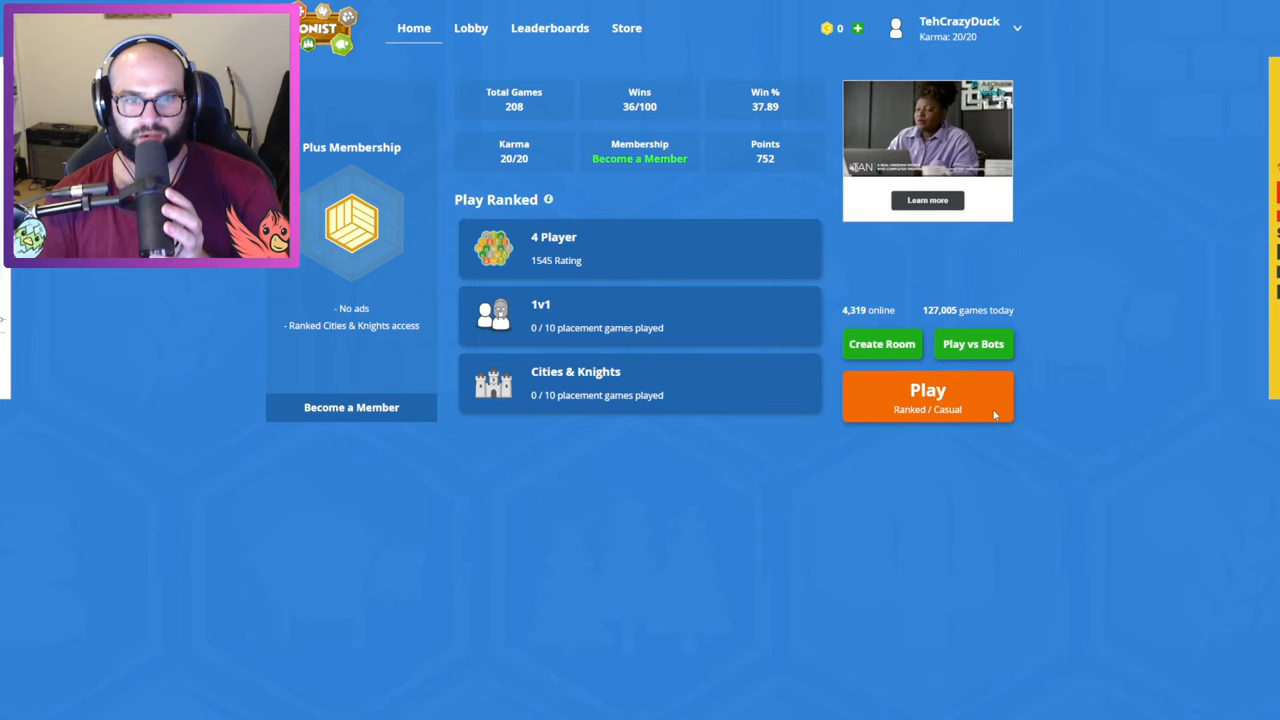 ONIST
Home
Lobby
Leaderboards
Store
0
TehCrazyDuck
Karma: 20/20
Total Games
208
Wins
36/100
Win %
37.89
Karma
20/20
Membership
Become a Member
Points
752
Plus Membership
- No ads
- Ranked Cities & Knights access
Become a Member
Play Ranked
4 Player
1545 Rating
1v1
0 / 10 placement games played
Cities & Knights
0 / 10 placement games played
Learn more
4,319 online
127,005 games today
Create Room
Play vs Bots
Play
Ranked / Casual